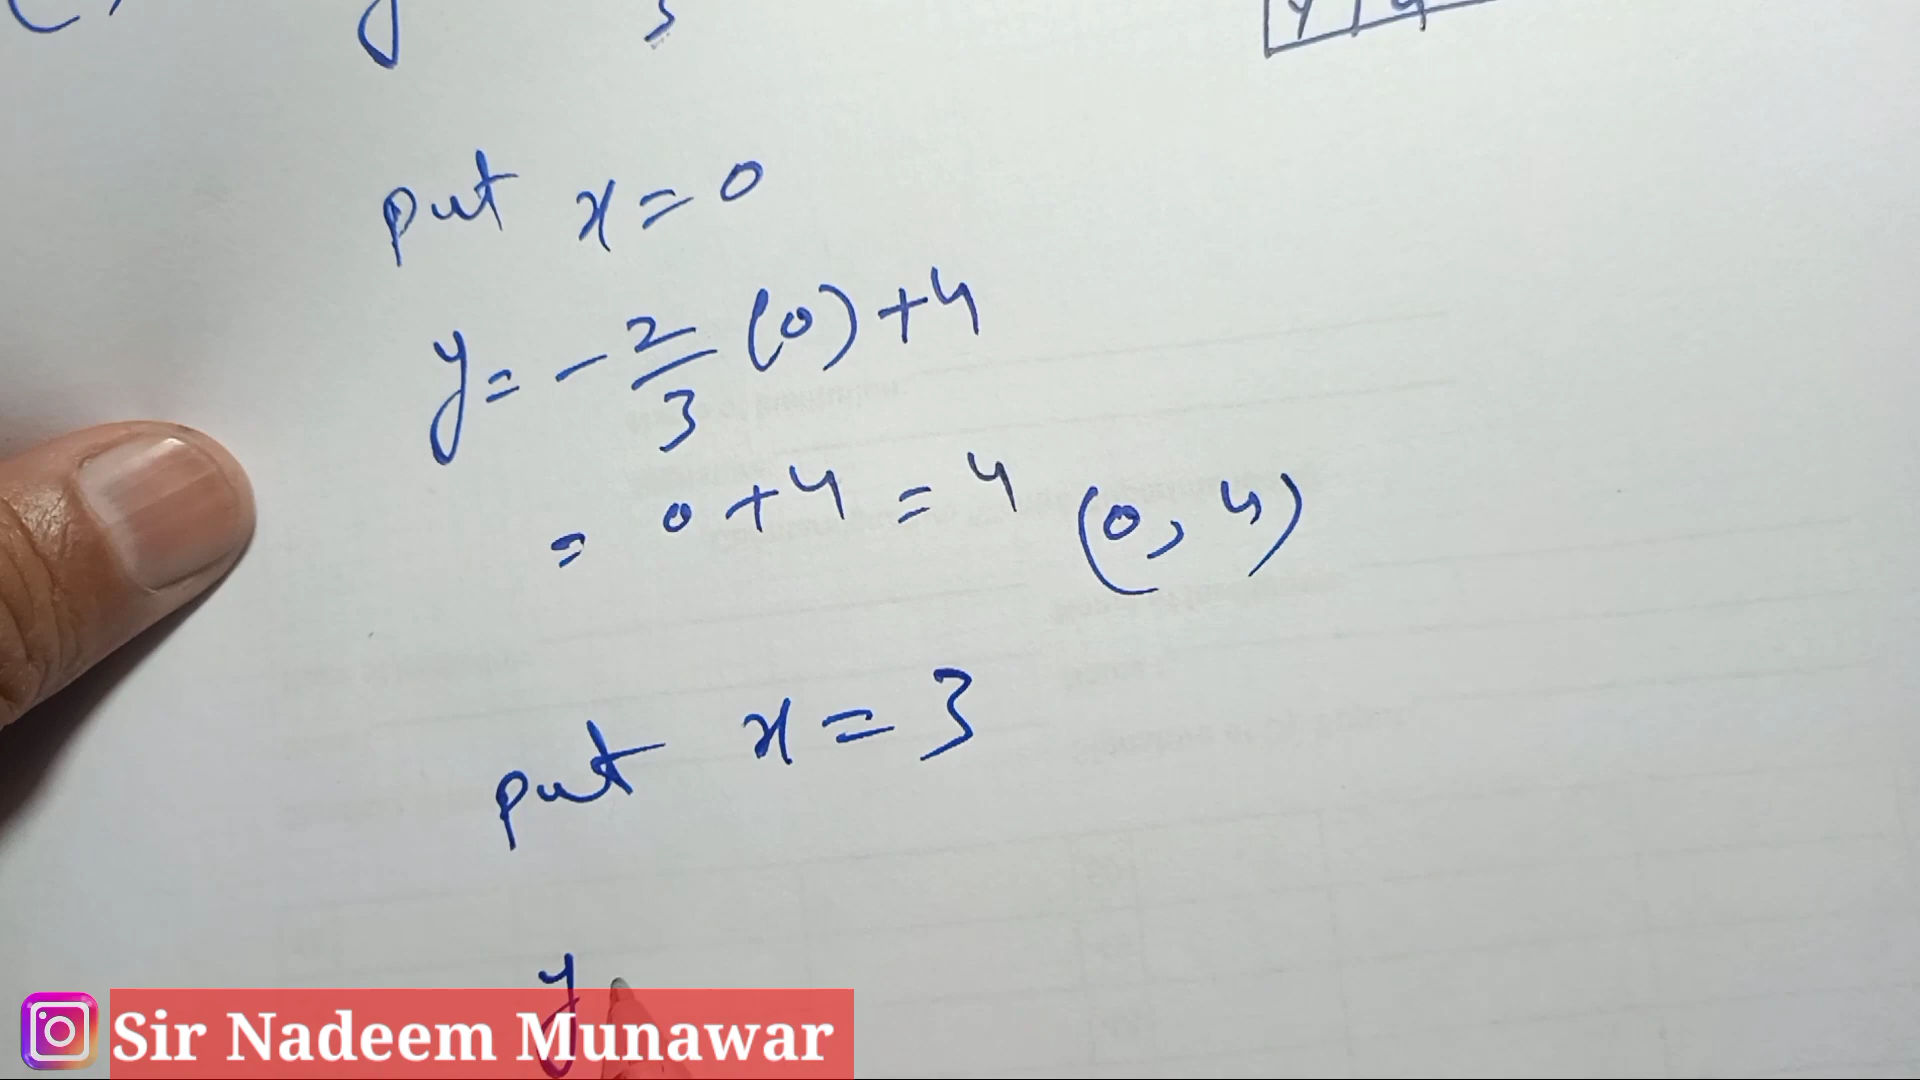 put x = 0
y = - 2/3 (0) + 4
= 0 + 4 = 4 (0, 4)
put x = 3
y
Sir Nadeem Munawar